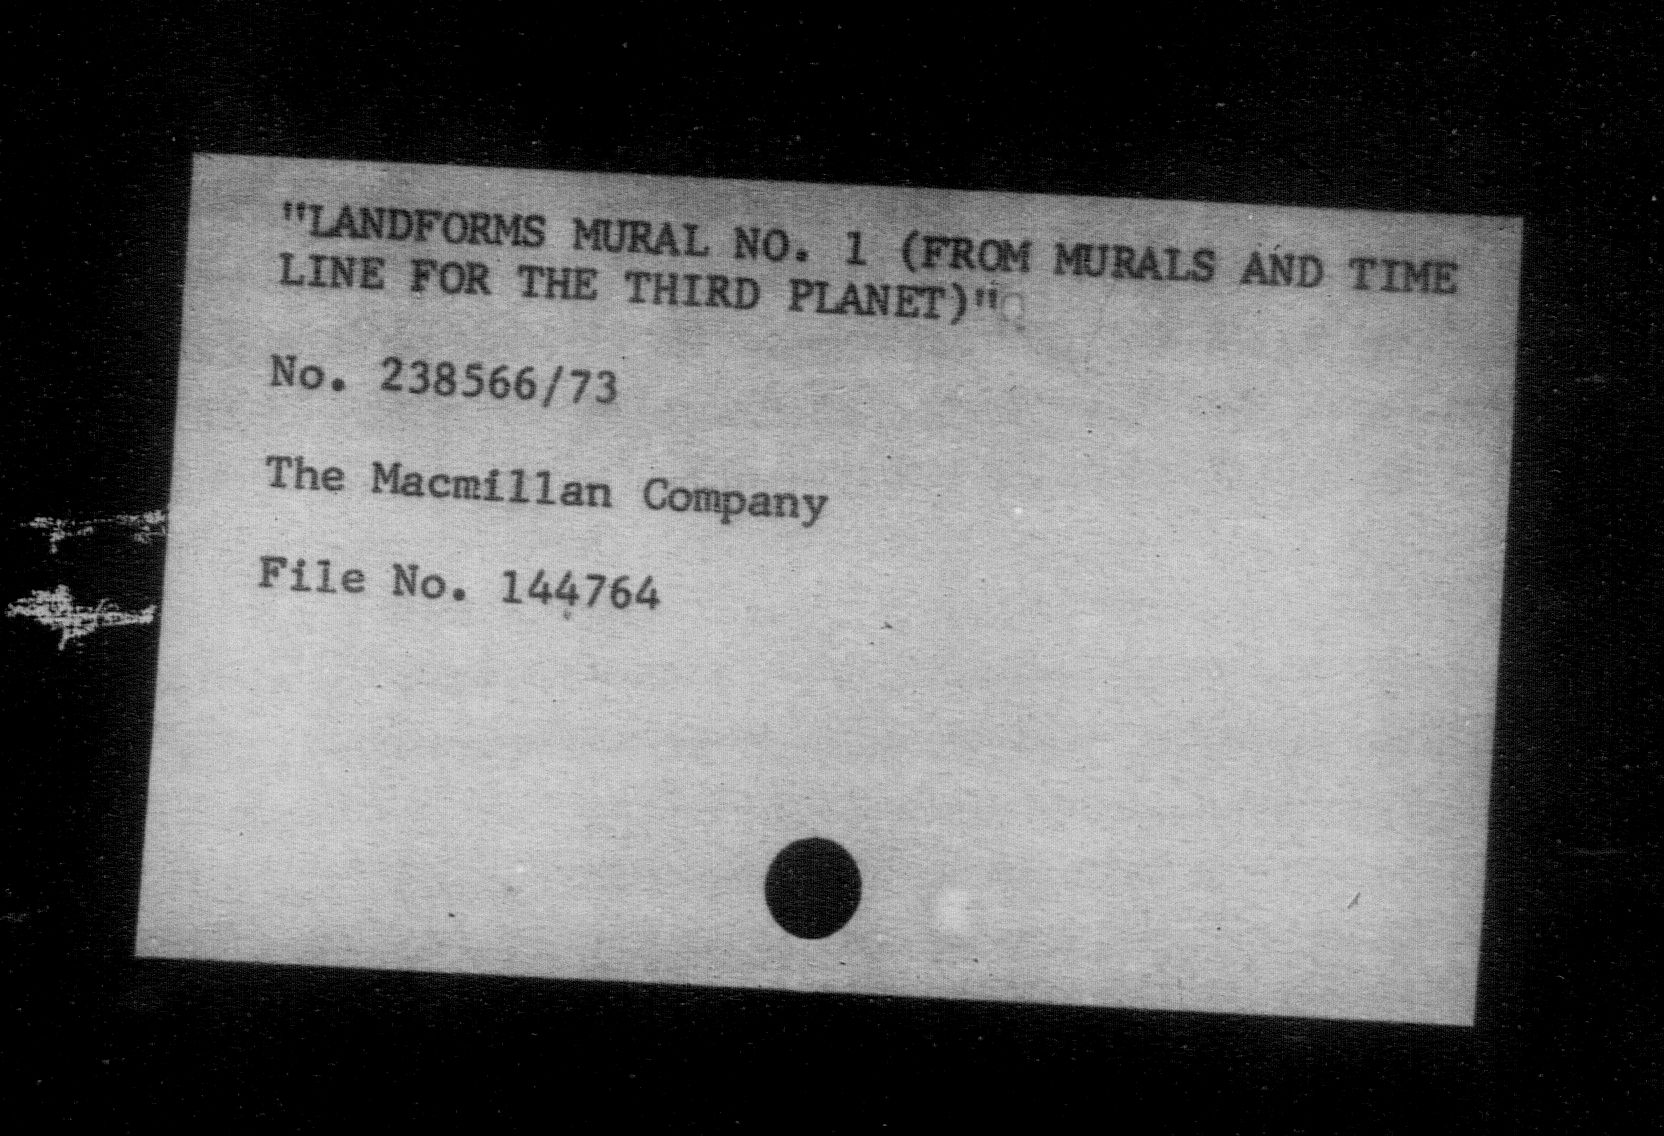 "LANDFORMS MURAL NO. 1 (FROM MURALS AND TIME
LINE FOR THE THIRD PLANET)"
No. 238566/73
The Macmillan Company
File No. 144764